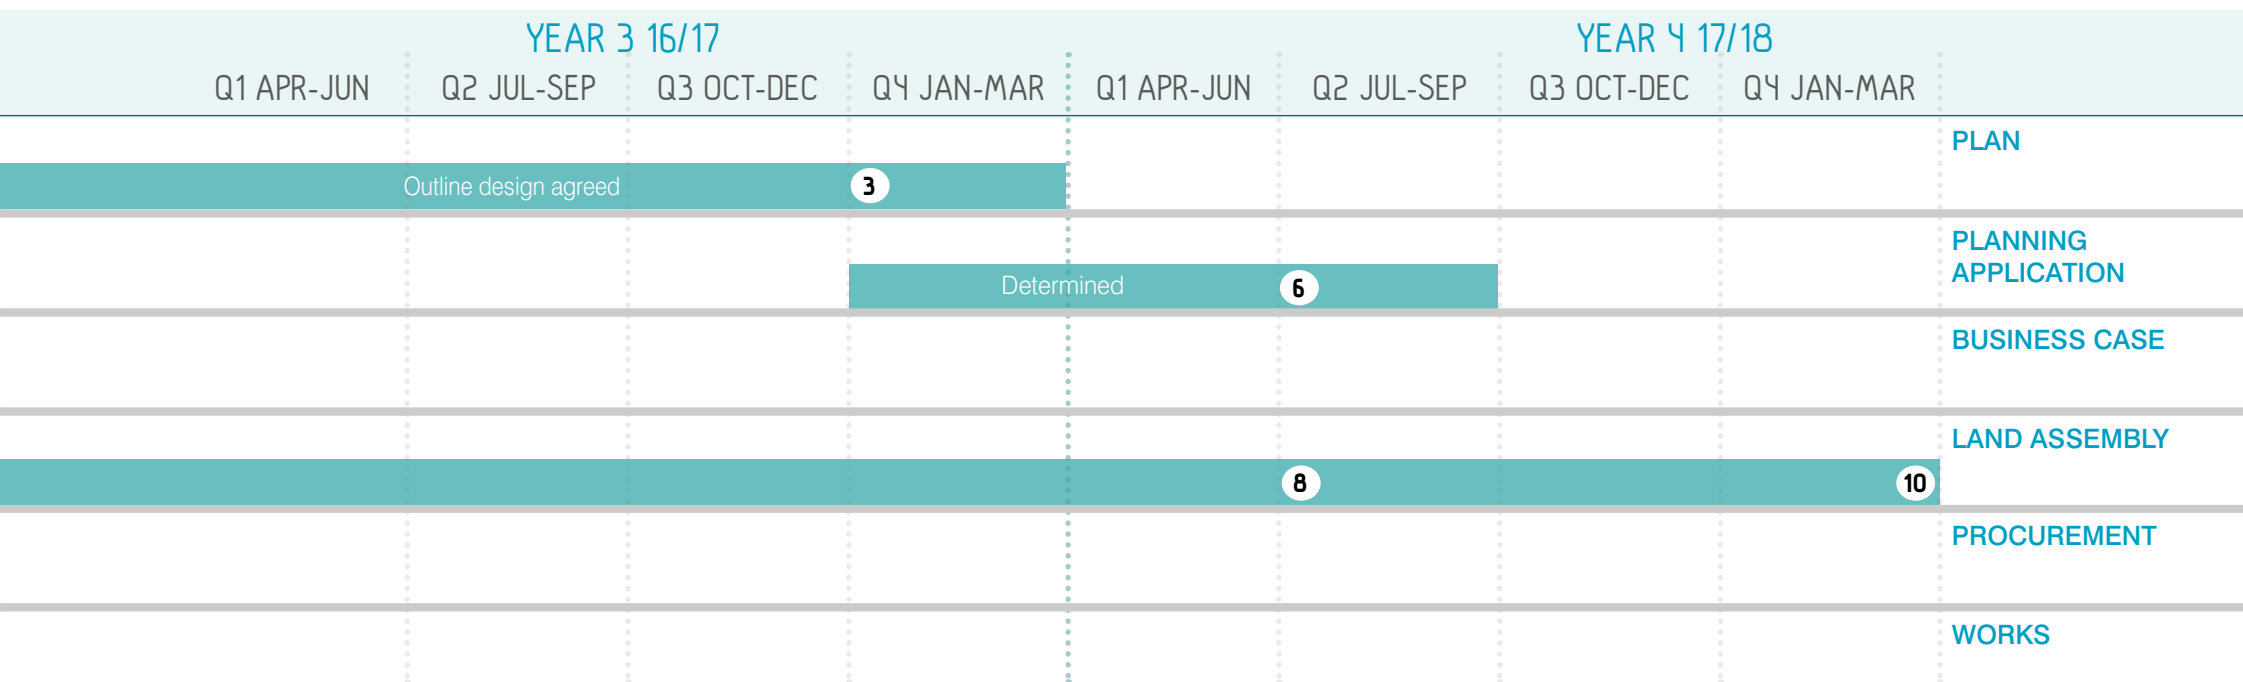 YEAR 3 16/17
YEAR 4 17/18
Q1 APR-JUN
Q2 JUL-SEP
Q3 OCT-DEC
Q4 JAN-MAR
Q1 APR-JUN
Q2 JUL-SEP
Q3 OCT-DEC
Q4 JAN-MAR
PLAN
Outline design agreed
3
PLANNING
APPLICATION
Determined
6
BUSINESS CASE
LAND ASSEMBLY
8
10
PROCUREMENT
WORKS